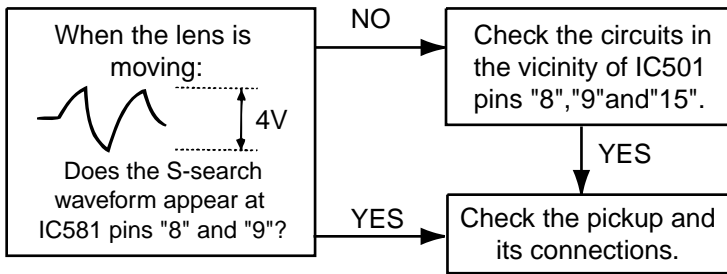 When the lens is
moving:
4V
Does the S-search
waveform appear at
IC581 pins "8" and "9"?
NO
Check the circuits in
the vicinity of IC501
pins "8","9"and"15".
YES
YES
Check the pickup and
its connections.